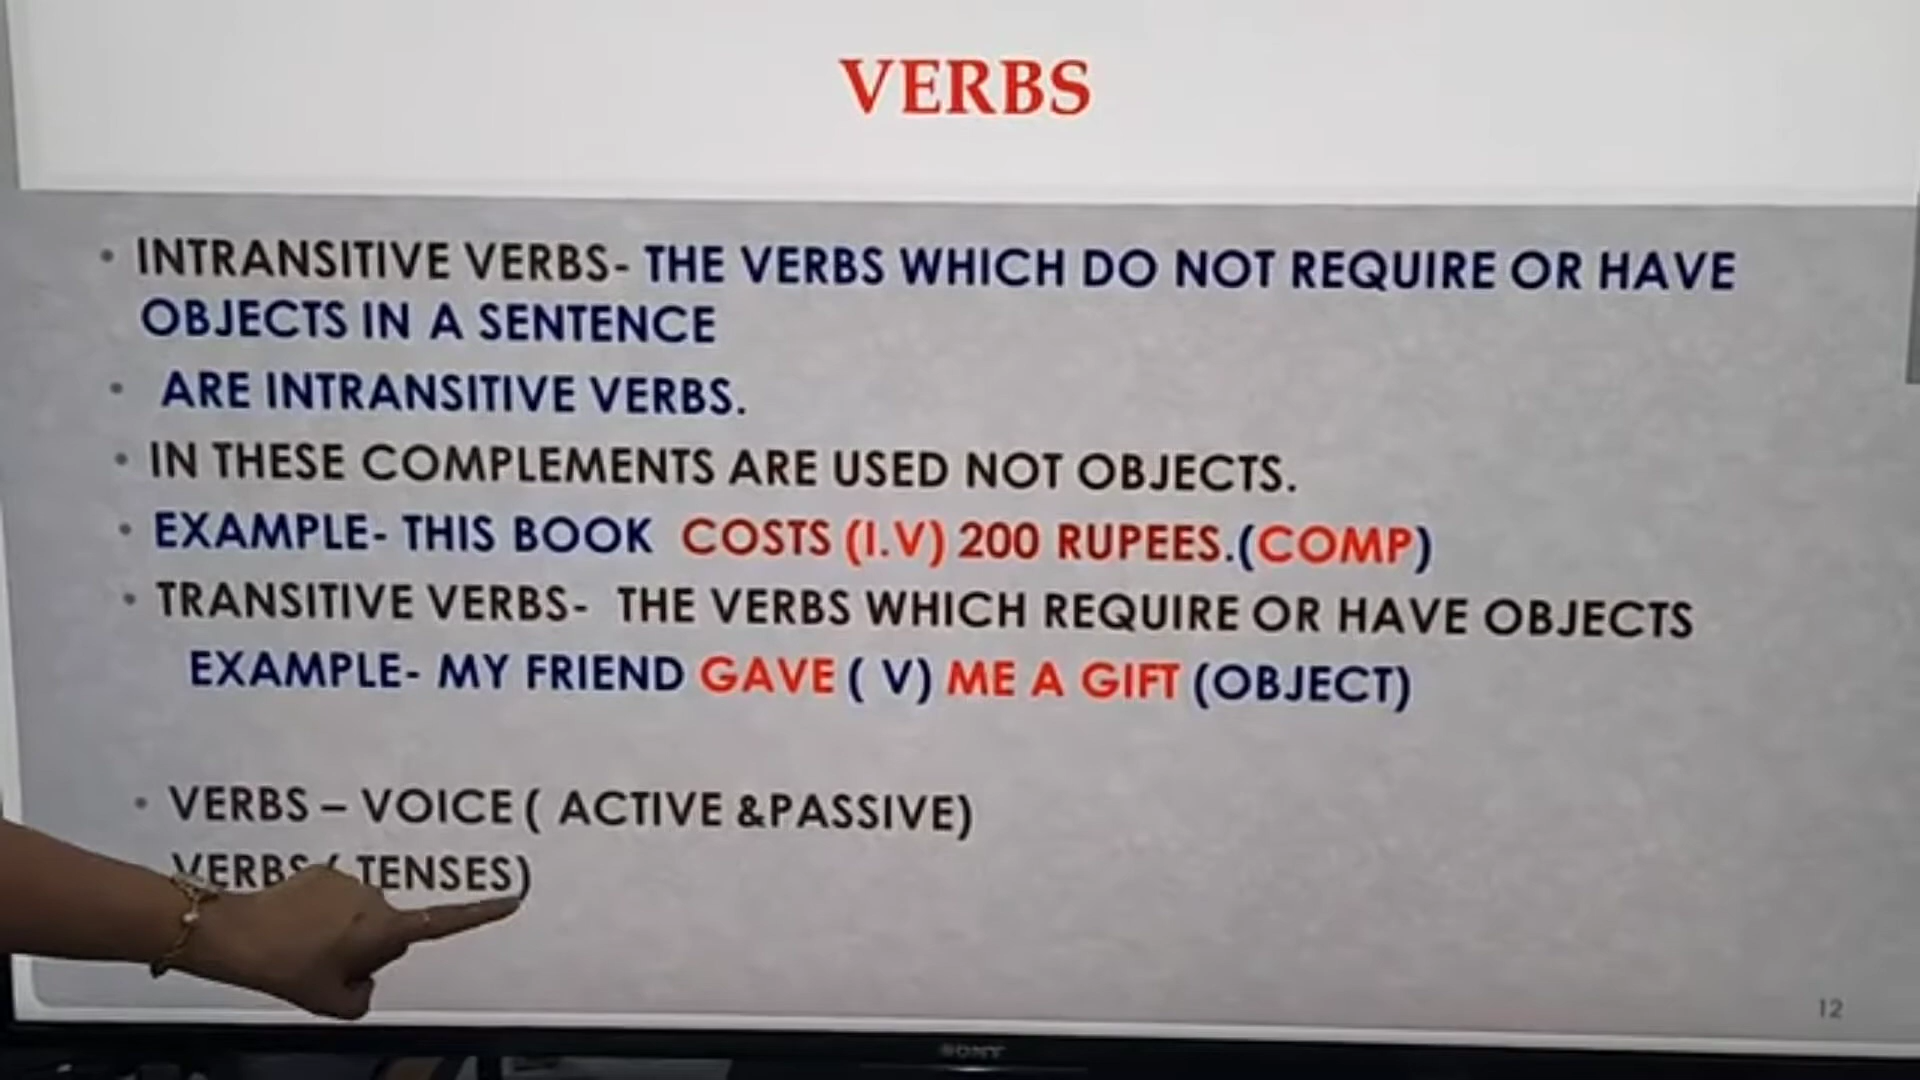 VERBS
• INTRANSITIVE VERBS- THE VERBS WHICH DO NOT REQUIRE OR HAVE
OBJECTS IN A SENTENCE
• ARE INTRANSITIVE VERBS.
• IN THESE COMPLEMENTS ARE USED NOT OBJECTS.
• EXAMPLE- THIS BOOK COSTS (I.V) 200 RUPEES.(COMP)
• TRANSITIVE VERBS- THE VERBS WHICH REQUIRE OR HAVE OBJECTS
EXAMPLE- MY FRIEND GAVE ( V) ME A GIFT (OBJECT)
• VERBS – VOICE ( ACTIVE &PASSIVE)
VERBS ( TENSES)
12
SONY